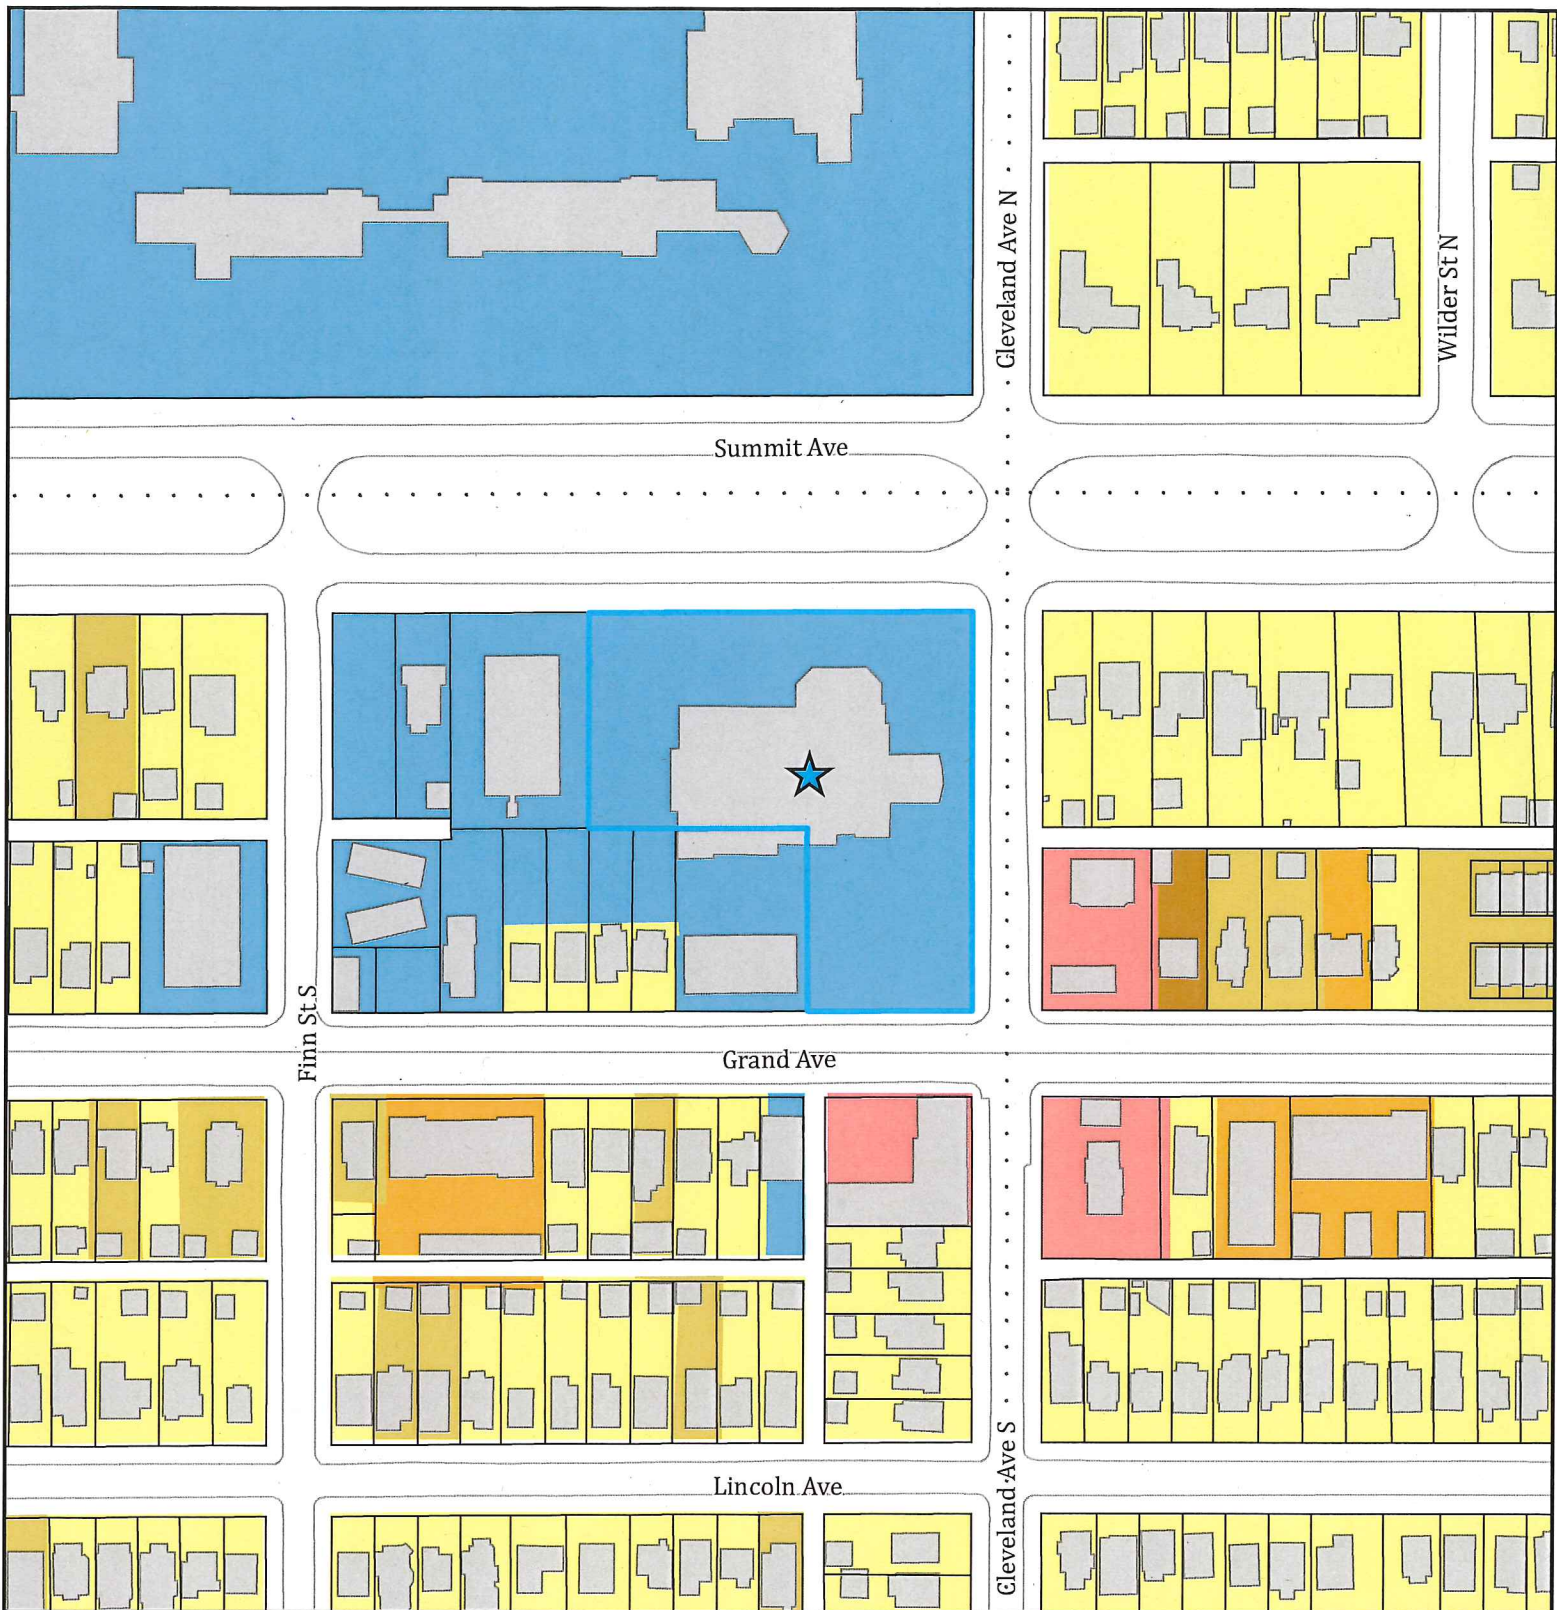 Cleveland Ave N
Wilder St N
Summit Ave
Finn St S
Grand Ave
Lincoln Ave
Cleveland Ave S